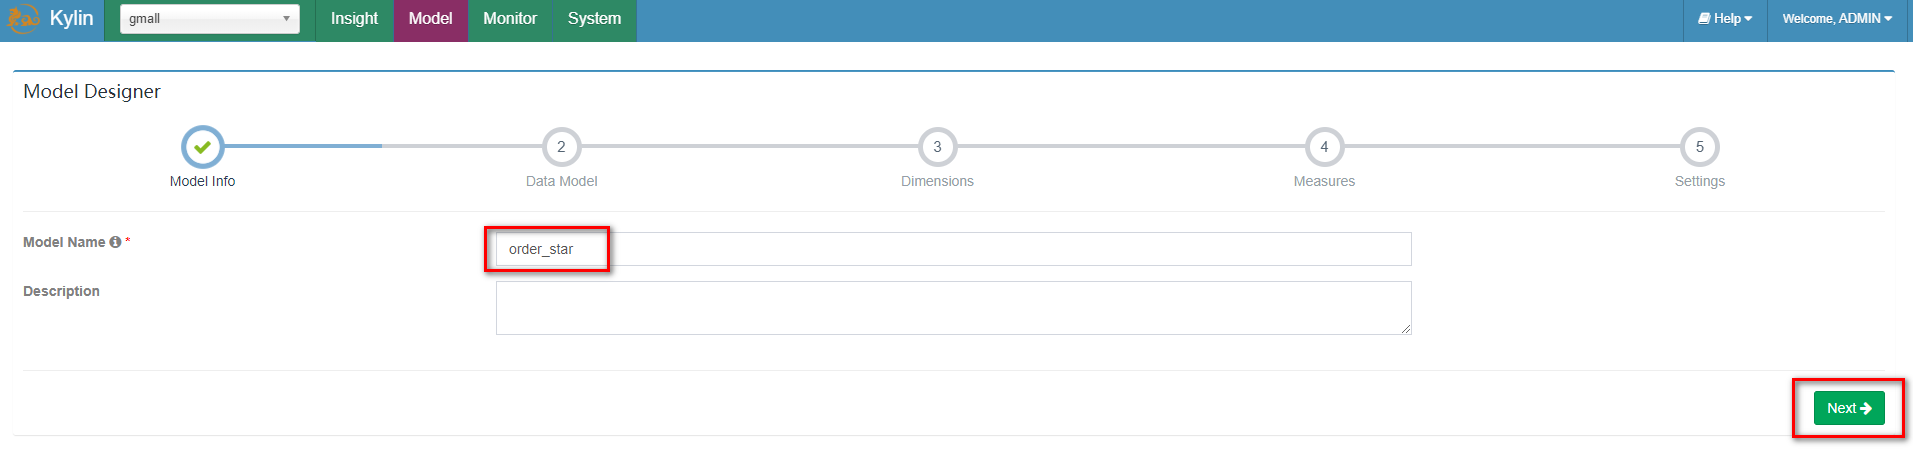 Kylin gmall Insight Model Monitor System Help Welcome, ADMIN
Model Designer
2 3 4 5
Model Info Data Model Dimensions Measures Settings
Model Name * order_star
Description
Next